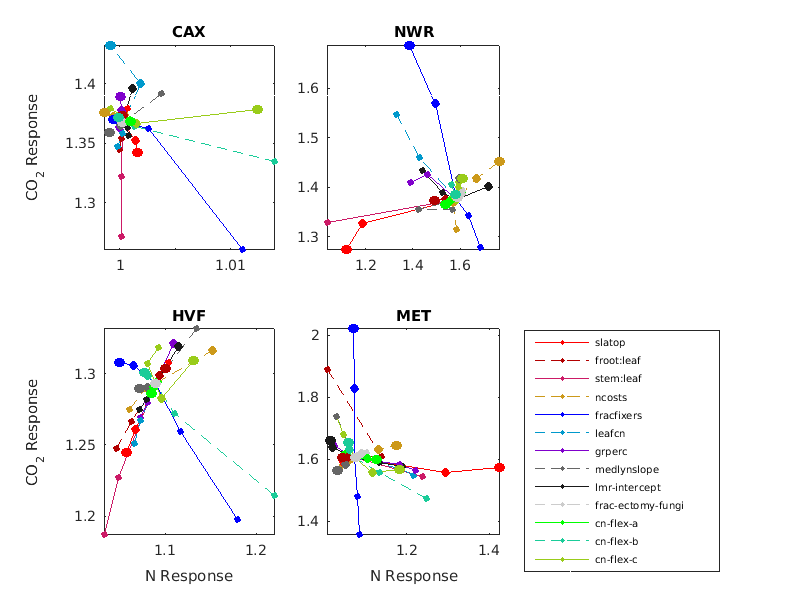 CAX
NWR
CO2 Response
1.4
1.35
1.3
1
1.01
1.6
1.5
1.4
1.3
1.2
1.4
1.6
HVF
MET
CO2 Response
1.3
1.25
1.2
1.1
1.2
N Response
2
1.8
1.6
1.4
1.2
1.4
N Response
slatop
froot:leaf
stem:leaf
ncosts
fracfixers
leafcn
grperc
medlynslope
lmr-intercept
frac-ectomy-fungi
cn-flex-a
cn-flex-b
cn-flex-c